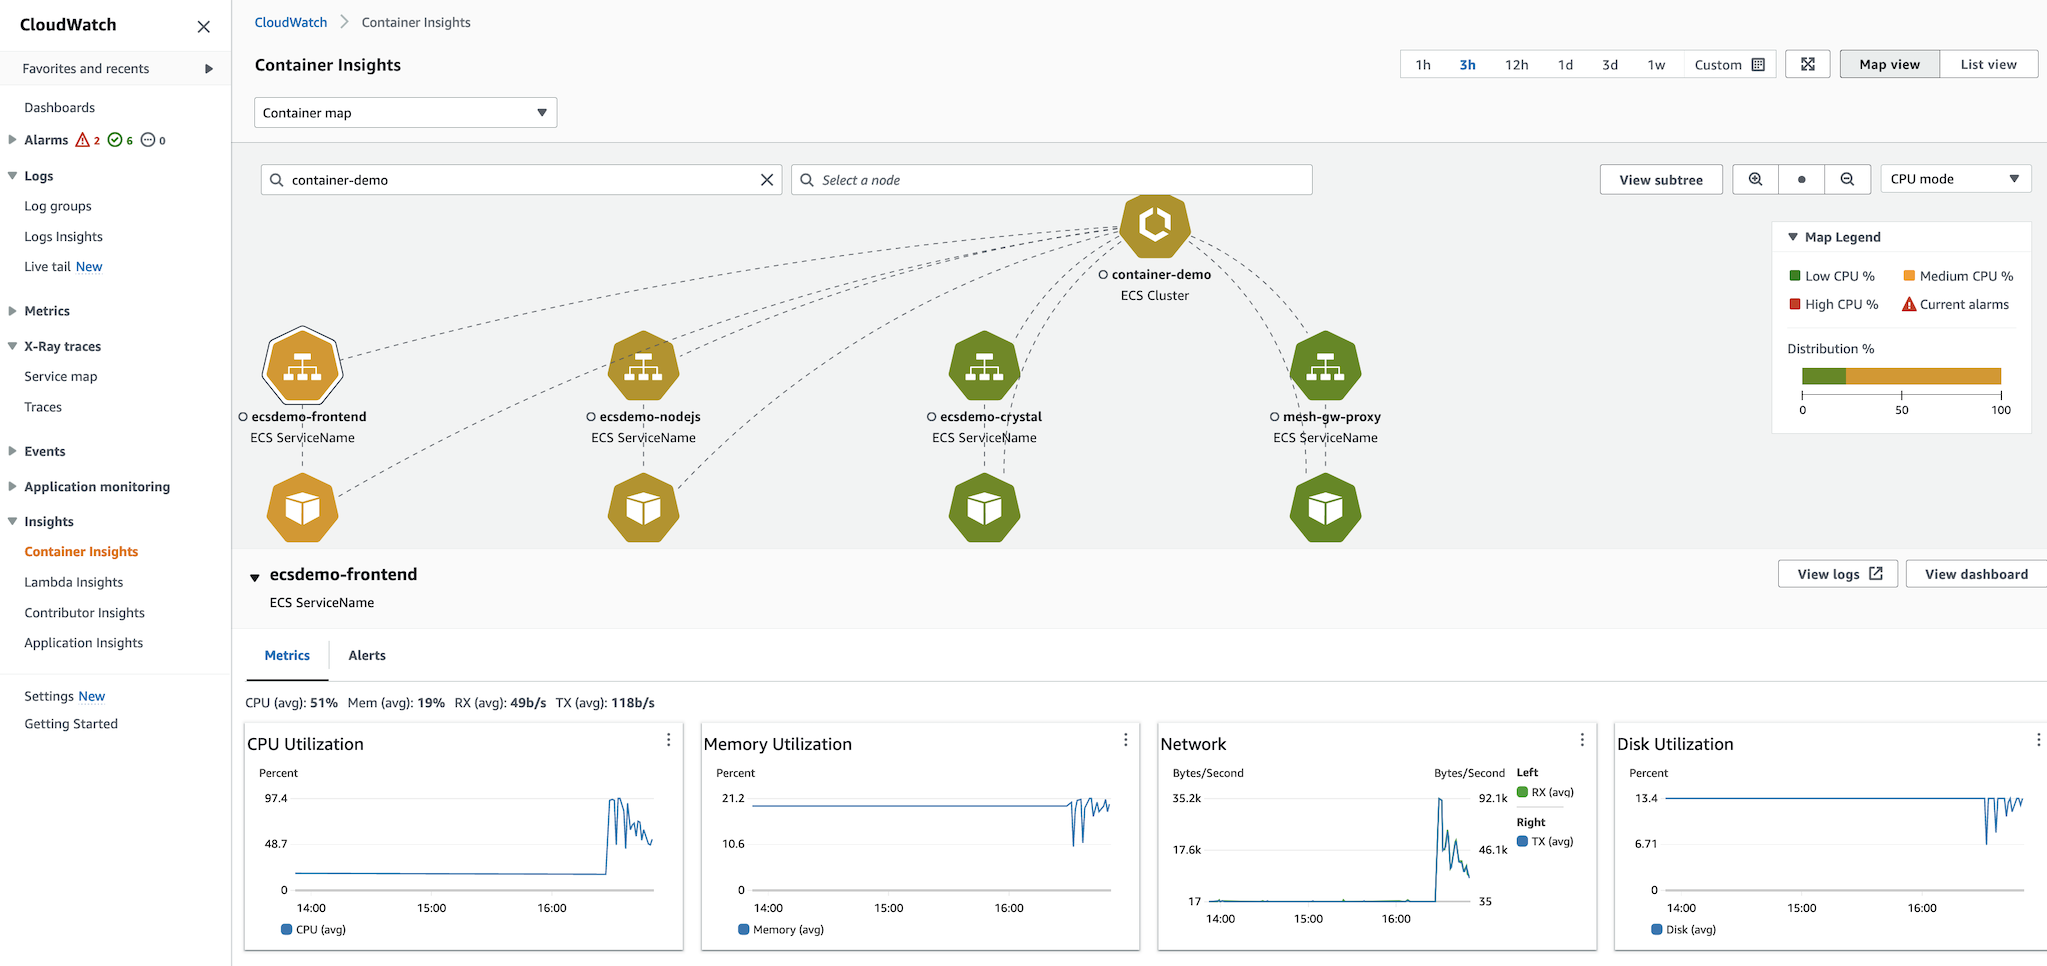 CloudWatch
Favorites and recents
Dashboards
Alarms 2 6 0
Logs
Log groups
Logs Insights
Live tail New
Metrics
X-Ray traces
Service map
Traces
Events
Application monitoring
Insights
Container Insights
Lambda Insights
Contributor Insights
Application Insights
Settings New
Getting Started
CloudWatch Container Insights
Container Insights
1h 3h 12h 1d 3d 1w Custom
Map view List view
Container map
container-demo
Select a node
View subtree
CPU mode
container-demo
ECS Cluster
Map Legend
Low CPU % Medium CPU %
High CPU % Current alarms
Distribution %
0 50 100
ecsdemo-frontend
ECS ServiceName
ecsdemo-nodejs
ECS ServiceName
ecsdemo-crystal
ECS ServiceName
mesh-gw-proxy
ECS ServiceName
ecsdemo-frontend
ECS ServiceName
View logs View dashboard
Metrics Alerts
CPU (avg): 51% Mem (avg): 19% RX (avg): 49b/s TX (avg): 118b/s
CPU Utilization
Percent
97.4
48.7
0
14:00 15:00 16:00
CPU (avg)
Memory Utilization
Percent
21.2
10.6
0
14:00 15:00 16:00
Memory (avg)
Network
Bytes/Second Bytes/Second
35.2k 92.1k
17.6k 46.1k
17 35
14:00 15:00 16:00
Left
RX (avg)
Right
TX (avg)
Disk Utilization
Percent
13.4
6.71
0
14:00 15:00 16:00
Disk (avg)